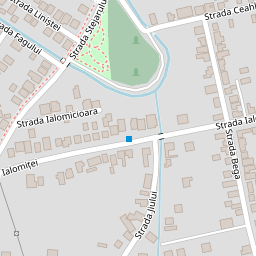 Strada Ceahl
Strada Liniștei
Strada Stejarului
Strada Fagului
Strada Ialomicioara
Strada Ial
Ialomiței
Strada Bega
Strada Jiului